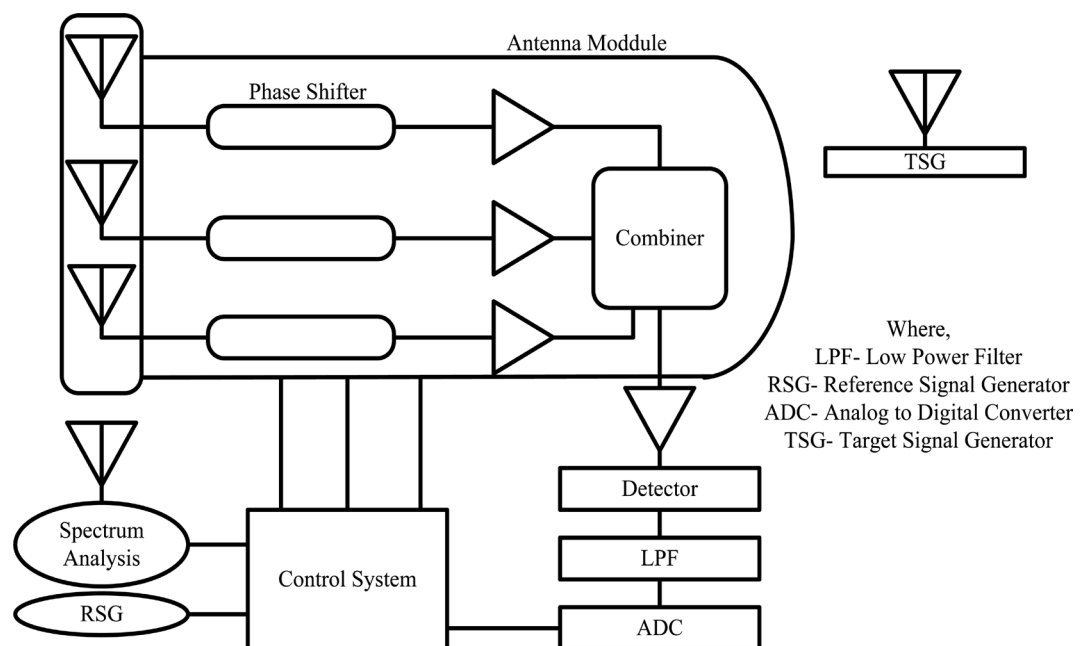 Antenna Moddule
Phase Shifter
TSG
Combiner
Where,
LPF- Low Power Filter
RSG- Reference Signal Generator
ADC- Analog to Digital Converter
TSG- Target Signal Generator
Detector
Spectrum
Analysis
LPF
Control System
RSG
ADC